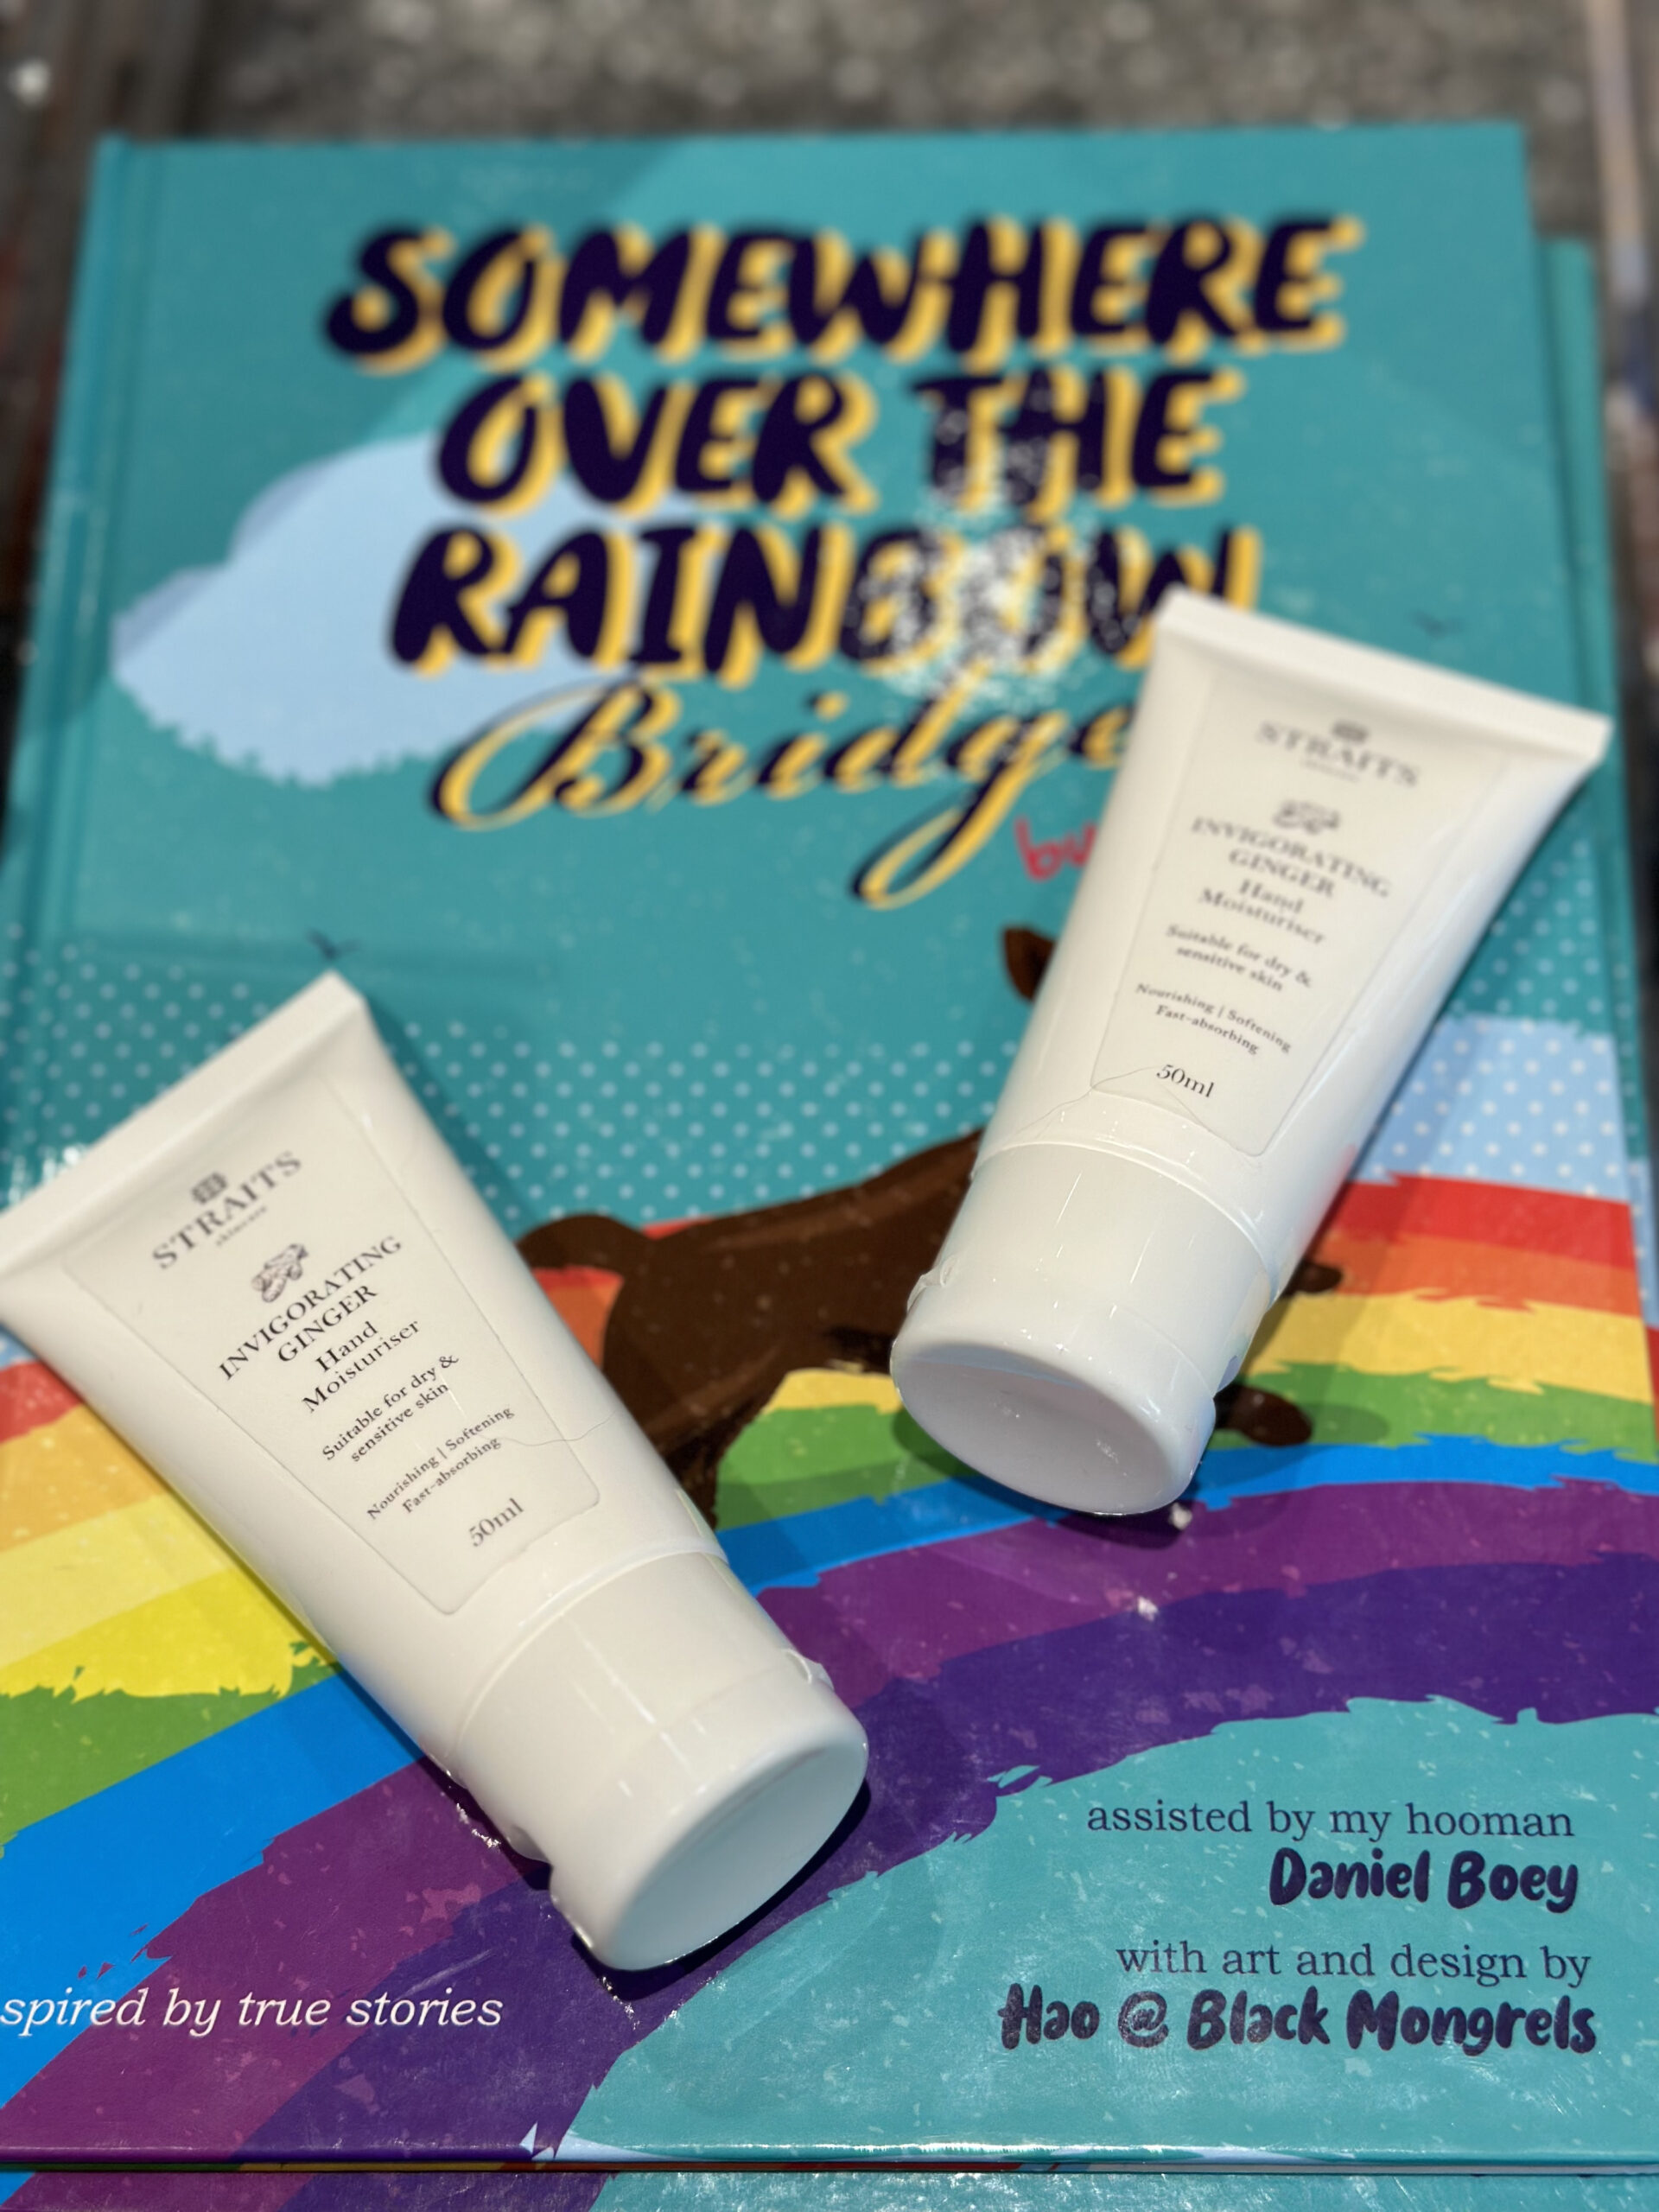 SOMEWHERE
OVER THE
RAINBOW
Bridge
STRAITS
INVIGORATING
GINGER
Hand
Moisturiser
Suitable for dry &
sensitive skin
Nourishing | Softening
Fast-absorbing
50ml
STRAITS
skincare
INVIGORATING
GINGER
Hand
Moisturiser
Suitable for dry &
sensitive skin
Nourishing | Softening
Fast-absorbing
50ml
assisted by my hooman
Daniel Boey
with art and design by
Hao @ Black Mongrels
spired by true stories